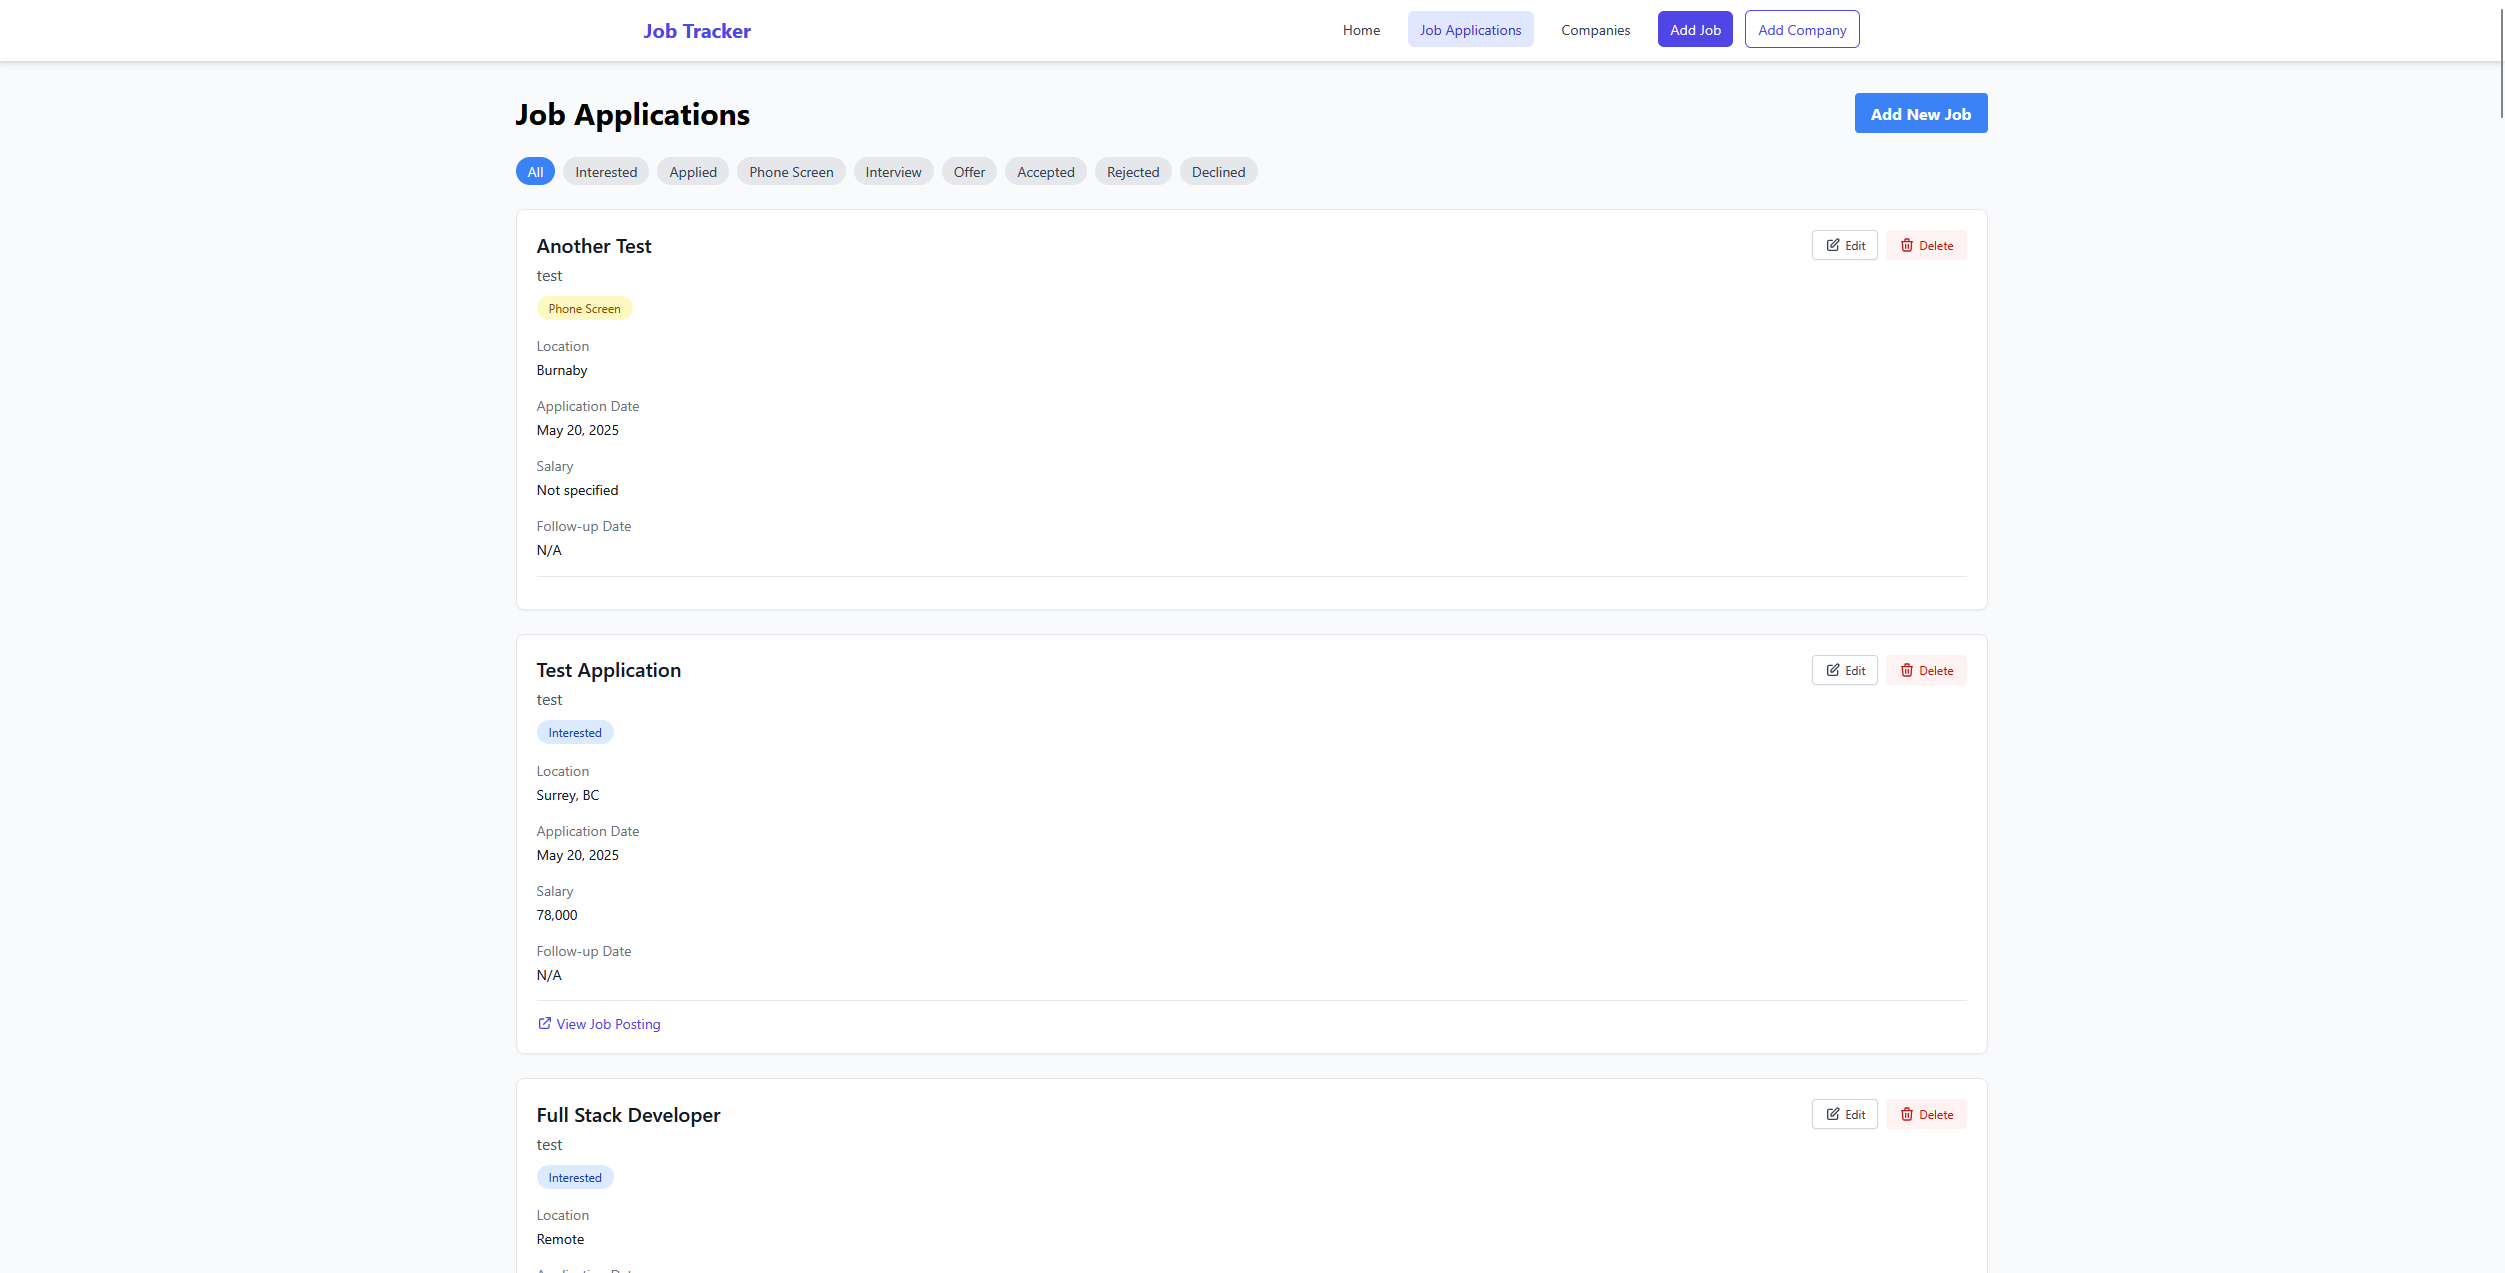 Job Tracker
Home
Job Applications
Companies
Add Job
Add Company
Job Applications
Add New Job
All
Interested
Applied
Phone Screen
Interview
Offer
Accepted
Rejected
Declined
Another Test
Edit
Delete
test
Phone Screen
Location
Burnaby
Application Date
May 20, 2025
Salary
Not specified
Follow-up Date
N/A
Test Application
Edit
Delete
test
Interested
Location
Surrey, BC
Application Date
May 20, 2025
Salary
78,000
Follow-up Date
N/A
View Job Posting
Full Stack Developer
Edit
Delete
test
Interested
Location
Remote